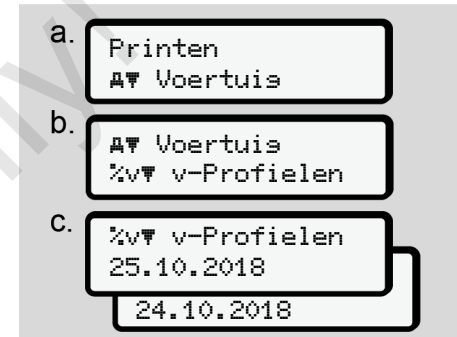 a.
Printen
▼ Voertuig
b.
▼ Voertuig
%v▼ v-Profielen
c.
%v▼ v-Profielen
25.10.2018
24.10.2018